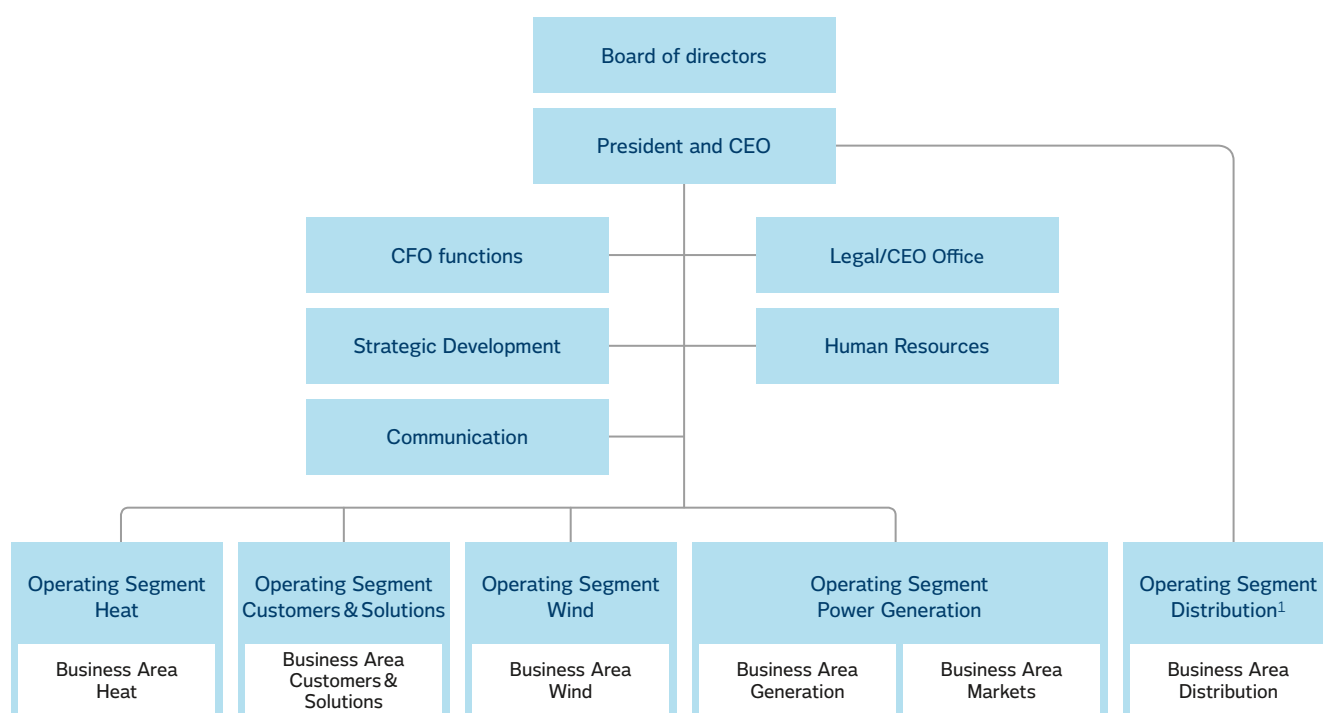 Board of directors
President and CEO
CFO functions
Legal/CEO Office
Strategic Development
Human Resources
Communication
Operating Segment
Heat
Operating Segment
Customers & Solutions
Operating Segment
Wind
Operating Segment
Power Generation
Operating Segment
Distribution¹
Business Area
Heat
Business Area
Customers &
Solutions
Business Area
Wind
Business Area
Generation
Business Area
Markets
Business Area
Distribution